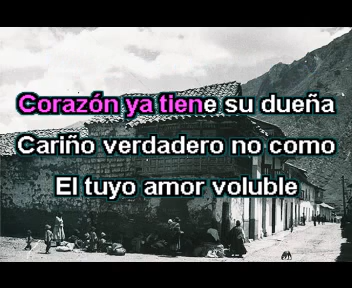 Corazón ya tiene su dueña
Cariño verdadero no como
El tuyo amor voluble